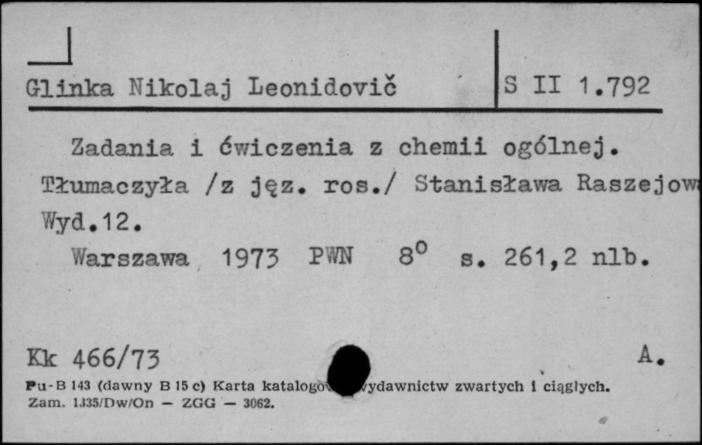 Glinka Nikolaj Leonidovič S II 1.792
Zadania i ćwiczenia z chemii ogólnej.
Tłumaczyła /z jęz. ros./ Stanisława Raszejowa
Wyd.12.
Warszawa 1973 PWN 8° s. 261,2 nlb.
Kk 466/73 A.
Pu-B 143 (dawny B 15 c) Karta katalogo ydawnictw zwartych i ciągłych.
Zam. 1335/Dw/On — ZGG — 3062.